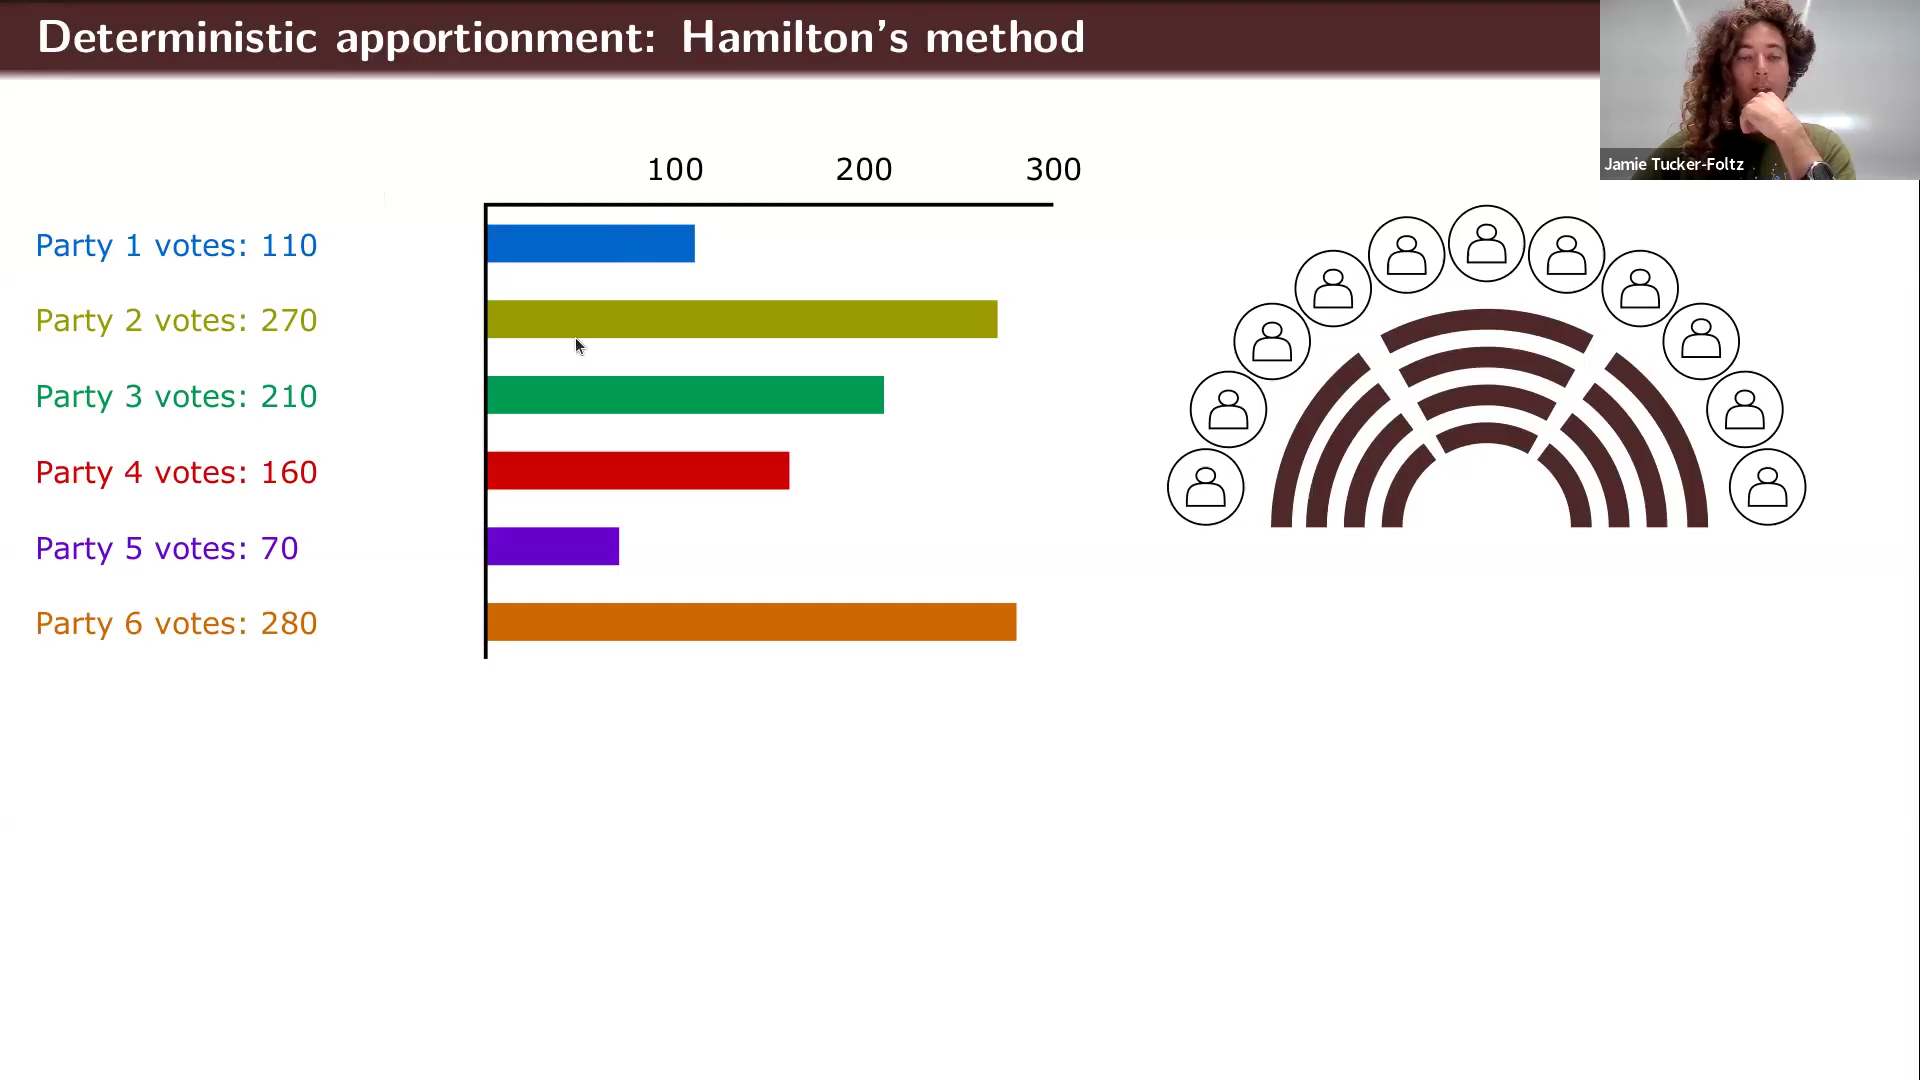 Deterministic apportionment: Hamilton's method
Jamie Tucker-Foltz
100 200 300
Party 1 votes: 110
Party 2 votes: 270
Party 3 votes: 210
Party 4 votes: 160
Party 5 votes: 70
Party 6 votes: 280